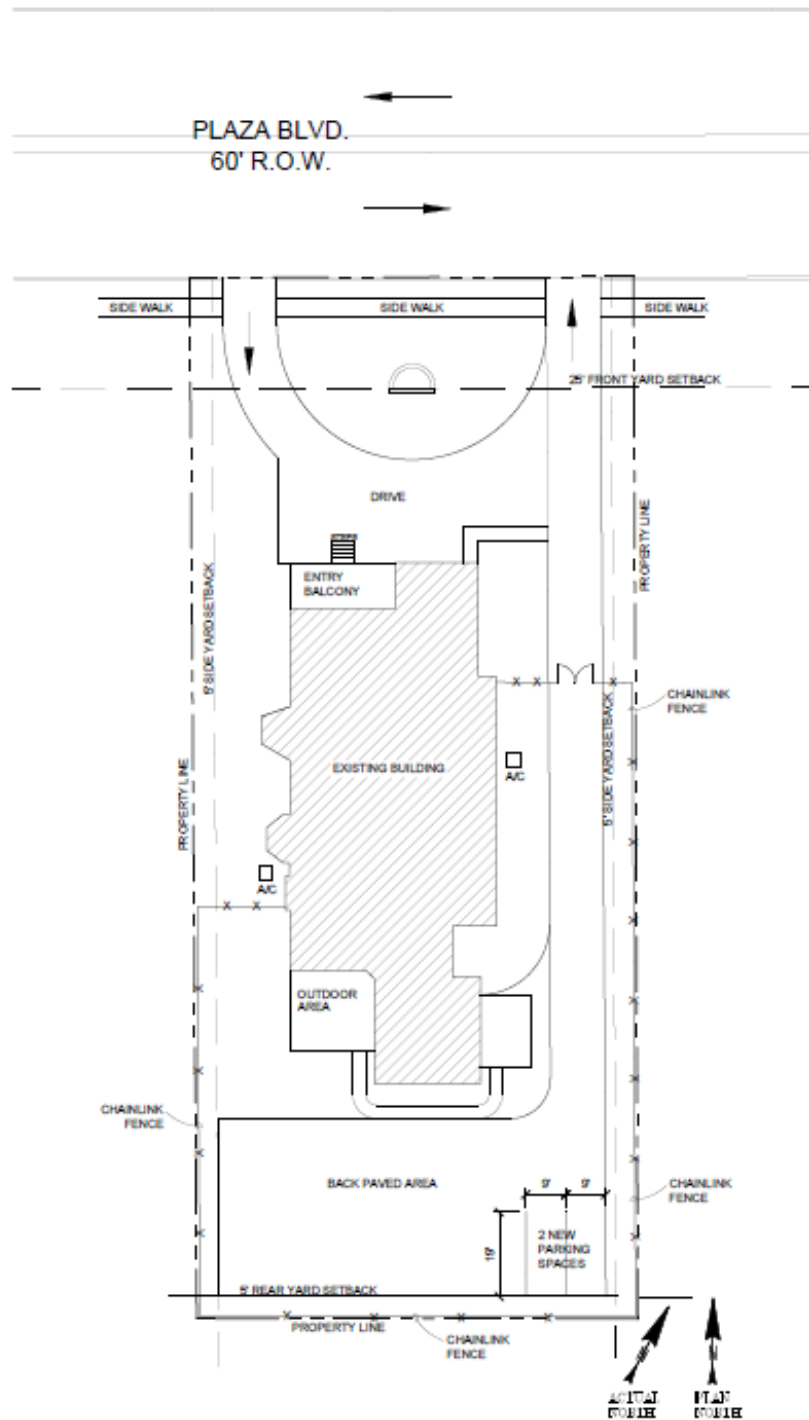 PLAZA BLVD.
60' R.O.W.
SIDE WALK
SIDE WALK
SIDE WALK
25' FRONT YARD SETBACK
DRIVE
STEPS
ENTRY
BALCONY
PROPERTY LINE
5' SIDE YARD SETBACK
CHAINLINK
FENCE
EXISTING BUILDING
A/C
5' SIDE YARD SETBACK
PROPERTY LINE
A/C
OUTDOOR
AREA
CHAINLINK
FENCE
BACK PAVED AREA
9'
9'
CHAINLINK
FENCE
19'
2 NEW
PARKING
SPACES
5' REAR YARD SETBACK
PROPERTY LINE
CHAINLINK
FENCE
ACTUAL
NORTH
PLAN
NORTH